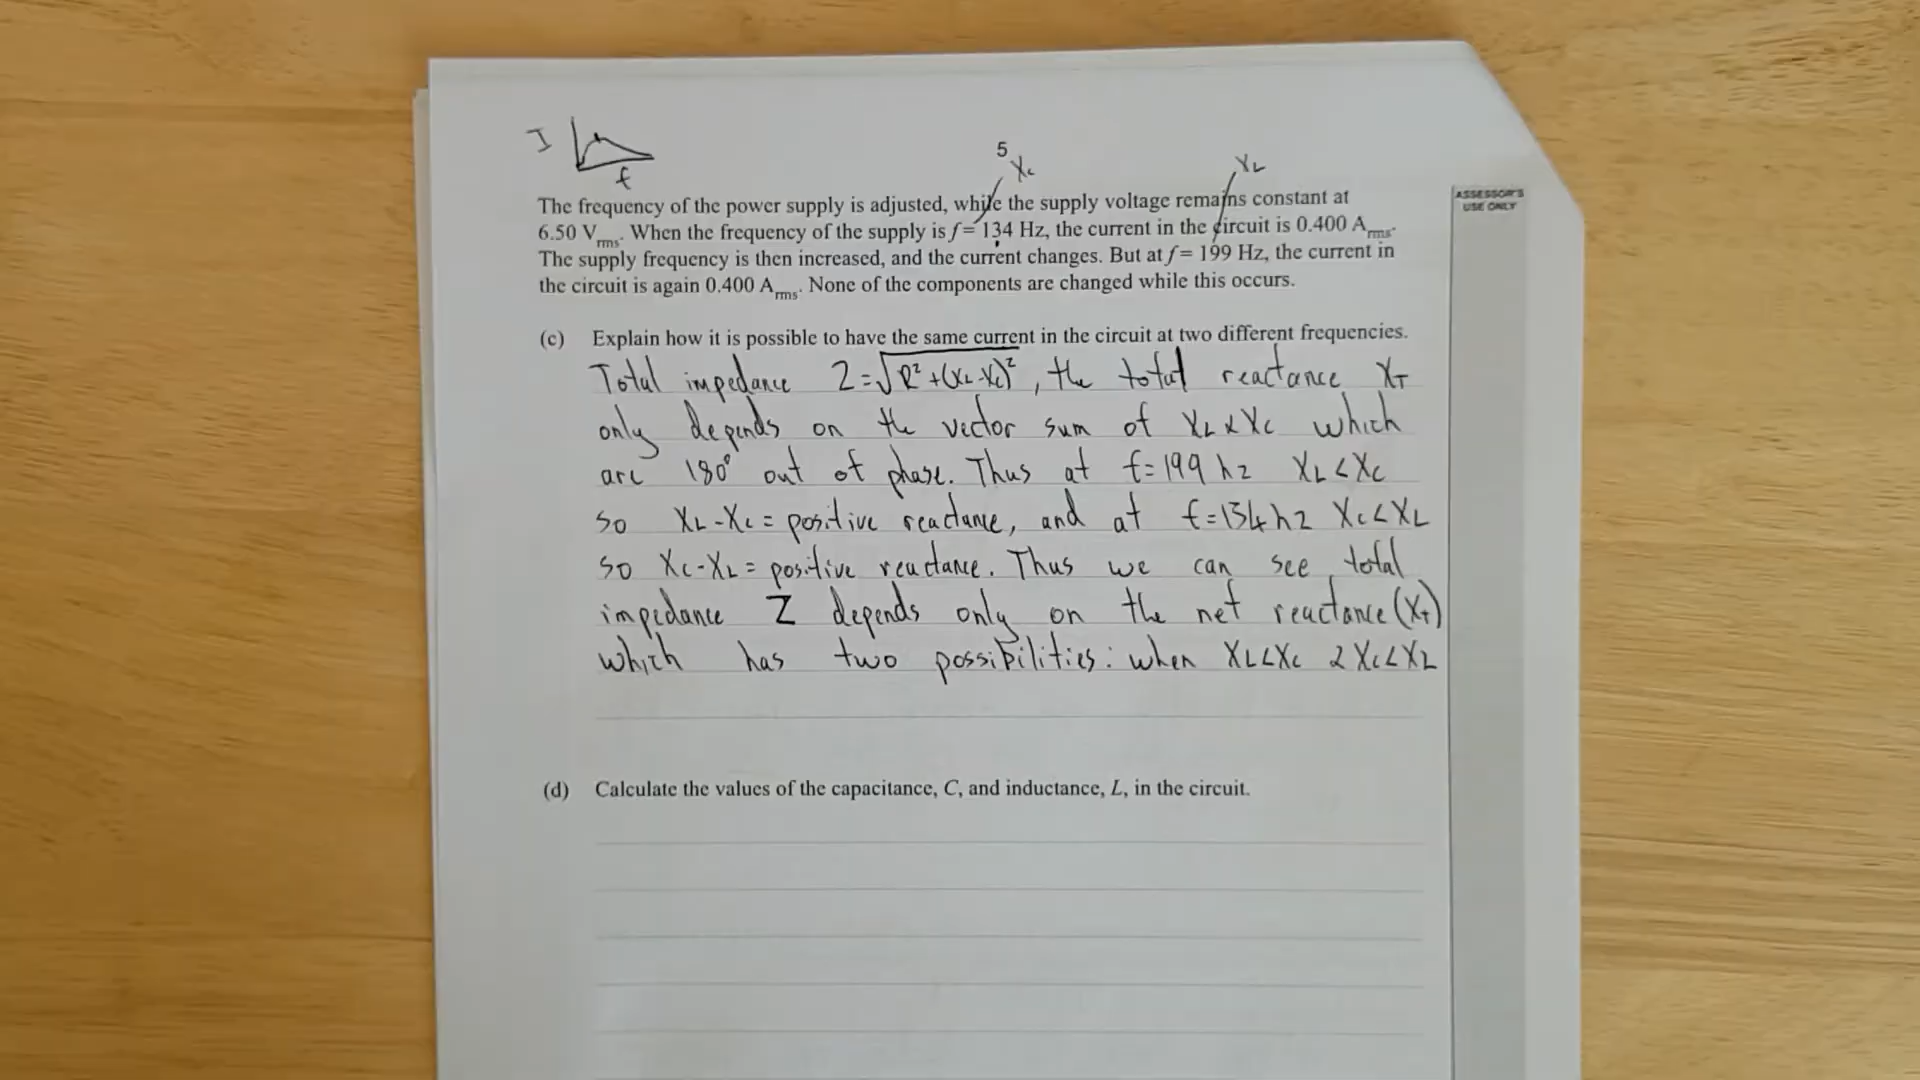 I
f
5
Xc
XL
ASSESSOR'S
USE ONLY
The frequency of the power supply is adjusted, while the supply voltage remains constant at
6.50 Vrms. When the frequency of the supply is f = 134 Hz, the current in the circuit is 0.400 Arms.
The supply frequency is then increased, and the current changes. But at f = 199 Hz, the current in
the circuit is again 0.400 Arms. None of the components are changed while this occurs.
(c) Explain how it is possible to have the same current in the circuit at two different frequencies.
Total impedance Z=√R²+(XL-Xc)², the total reactance XT
only depends on the vector sum of XL & Xc which
are 180° out of phase. Thus at f=199 hz XL<Xc
so XL-Xc = positive reactance, and at f=134hz Xc<XL
so Xc-XL = positive reactance. Thus we can see total
impedance Z depends only on the net reactance (XT)
which has two possibilities: when XL<Xc & Xc<XL
(d) Calculate the values of the capacitance, C, and inductance, L, in the circuit.